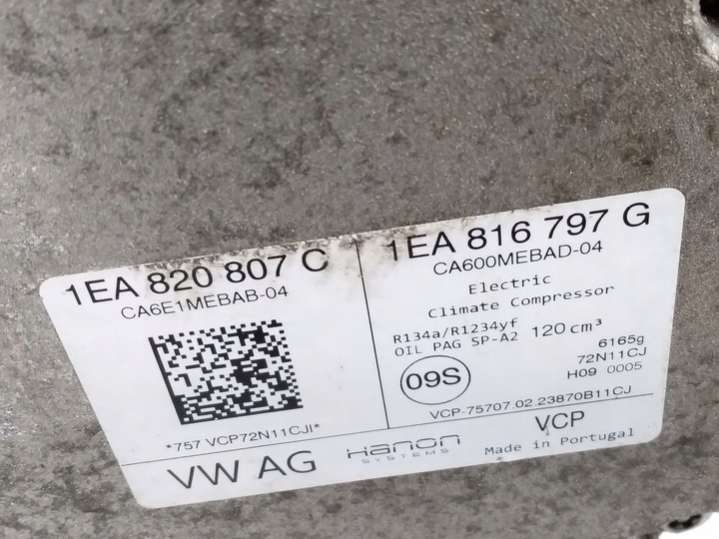 1EA 820 807 C
CA6E1MEBAB-04
*757 VCP72N11CJI*
1EA 816 797 G
CA600MEBAD-04
Electric
Climate Compressor
R134a/R1234yf
OIL PAG SP-A2 120 cm³
09S
6165g
72N11CJ
H09 0005
VCP-75707.02.23870B11CJ
VW AG
Hanon
SYSTEMS
VCP
Made in Portugal